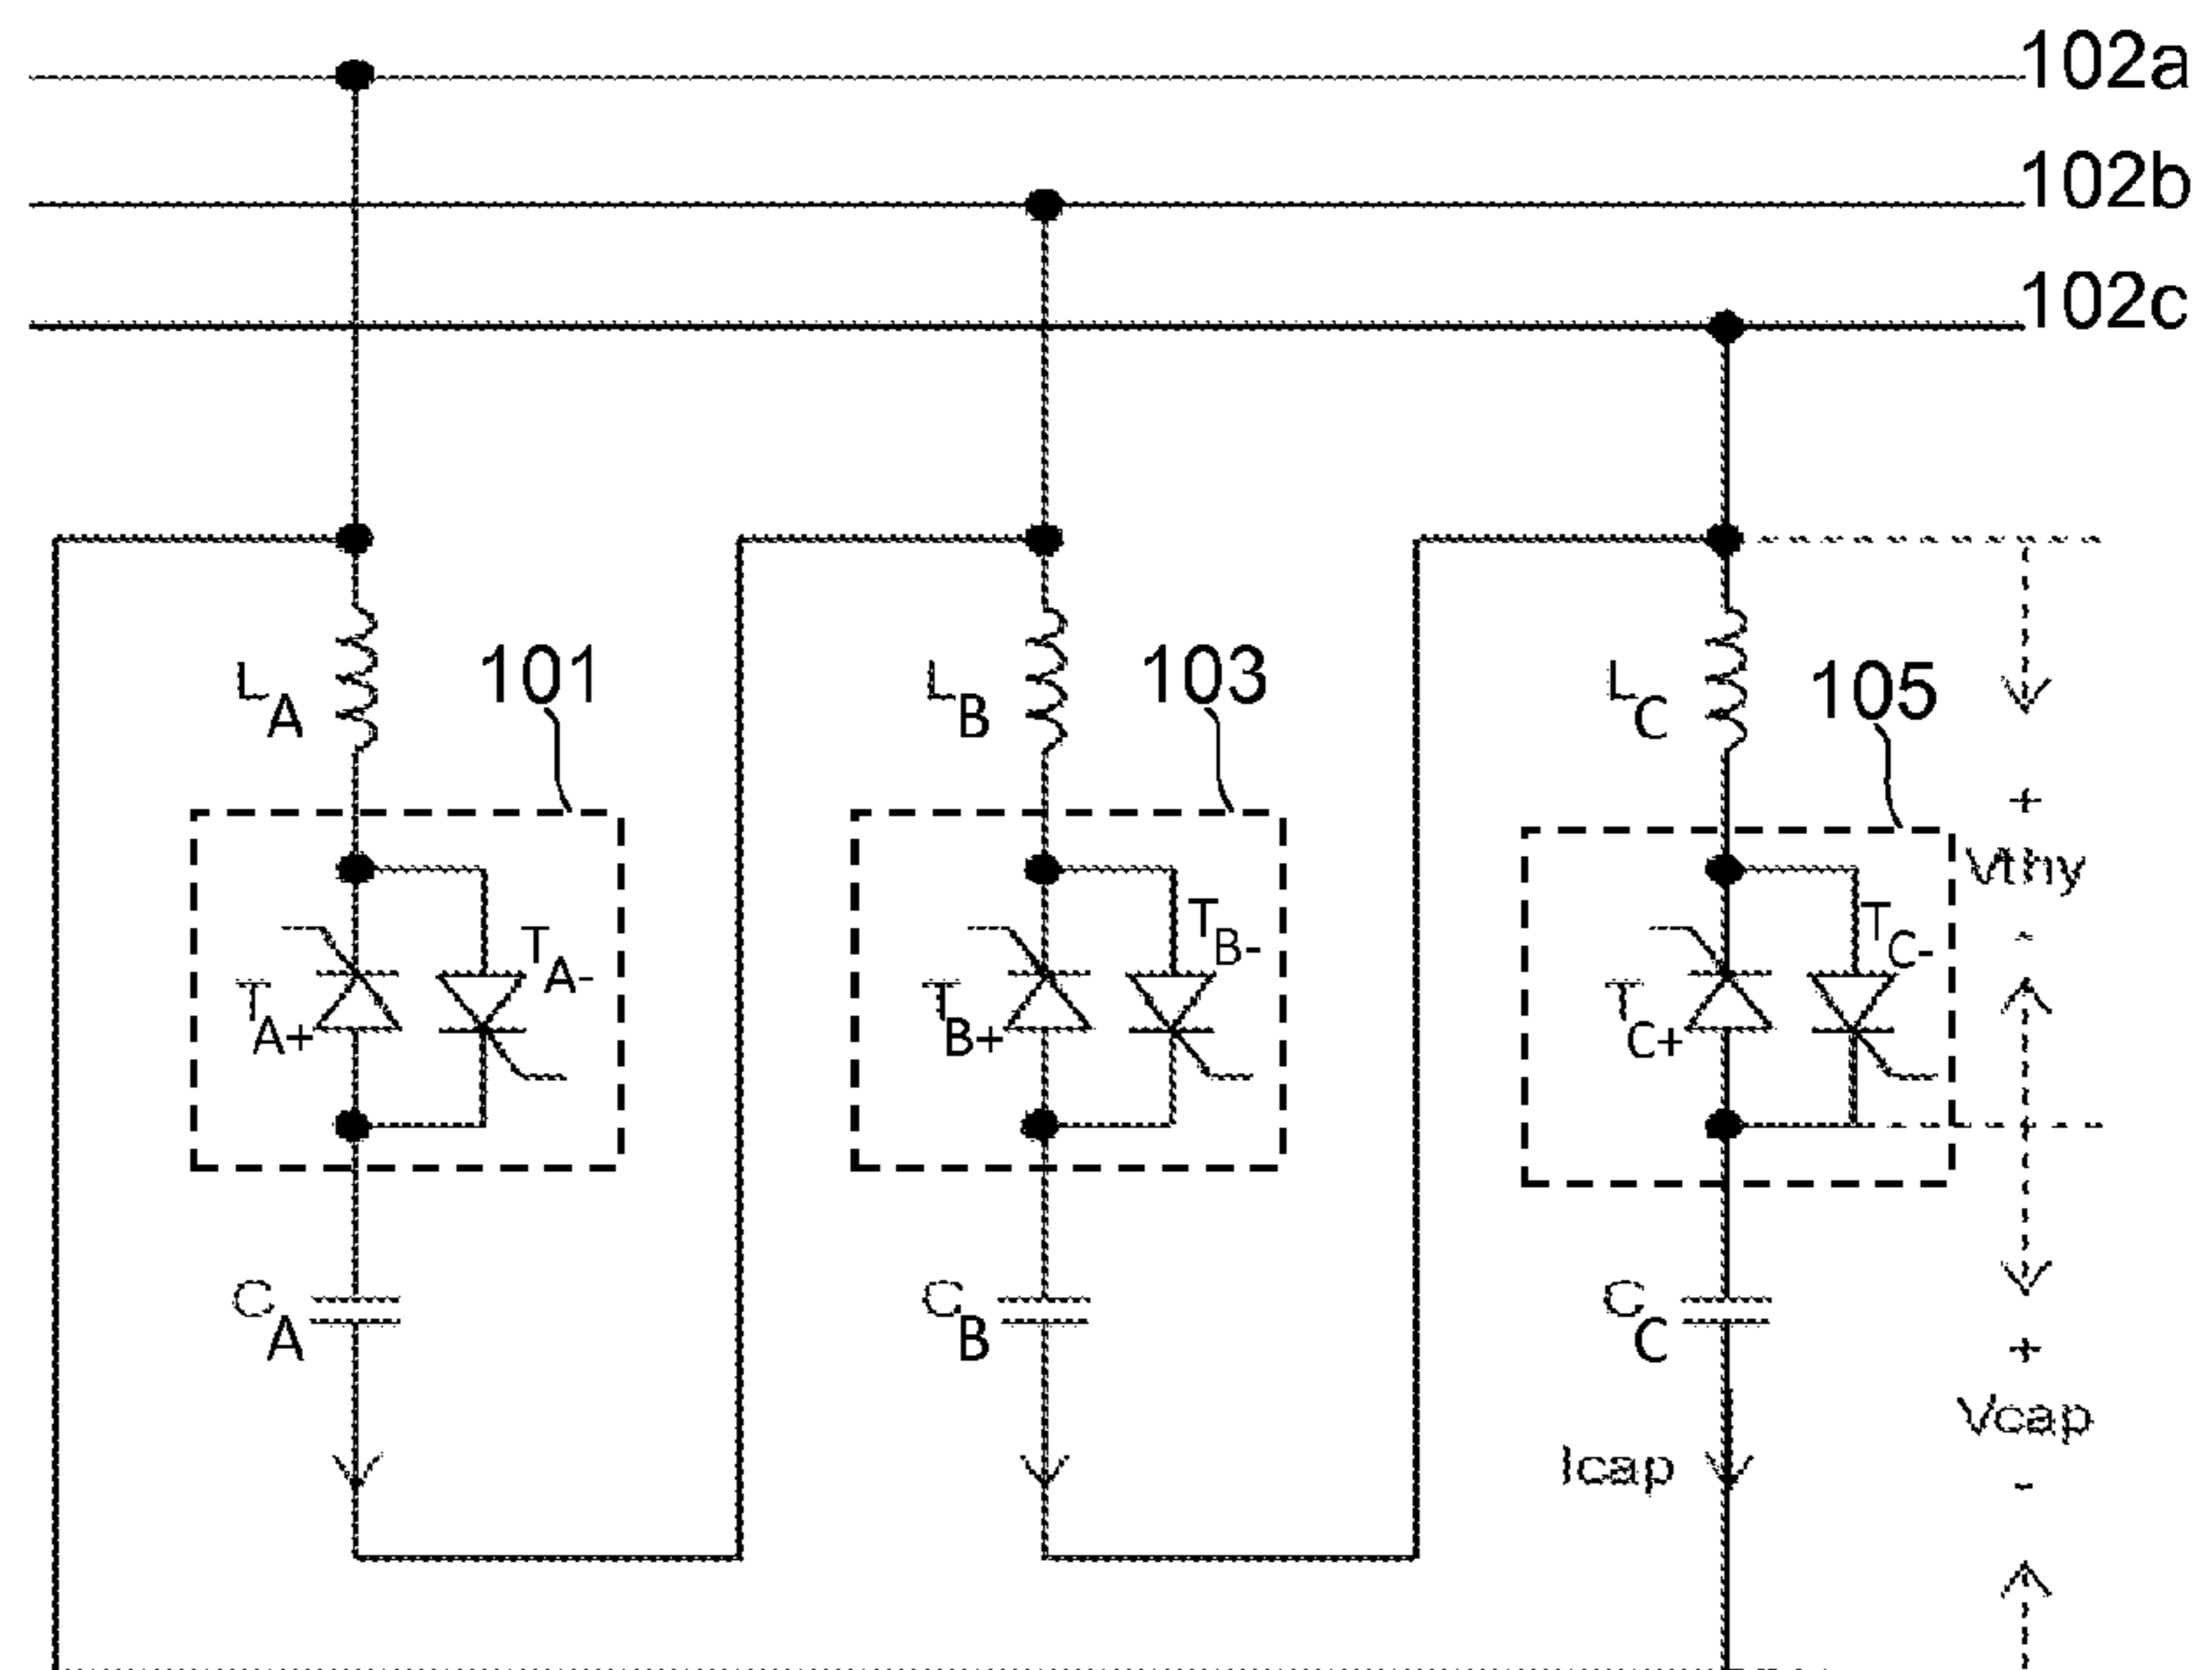 102a
102b
102c
LA
101
LB
103
LC
105
+
Vthy
-
TA+
TA-
TB+
TB-
TC+
TC-
CA
CB
CC
+
Vcap
-
Icap